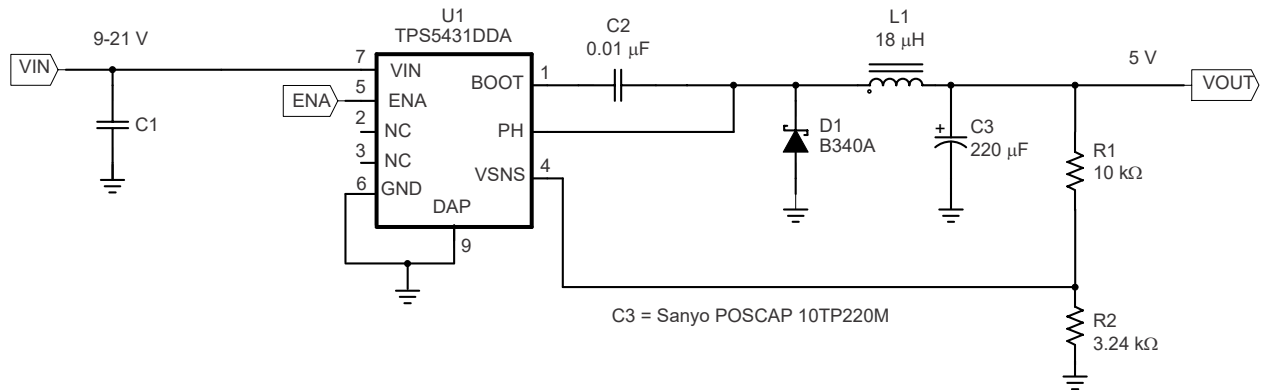 U1
TPS5431DDA
9-21 V
VIN
C1
ENA
7
VIN
5
ENA
2
NC
3
NC
6
GND
DAP
9
BOOT
1
PH
VSNS
4
C2
0.01 μF
L1
18 μH
D1
B340A
C3
+
220 μF
5 V
VOUT
R1
10 kΩ
R2
3.24 kΩ
C3 = Sanyo POSCAP 10TP220M